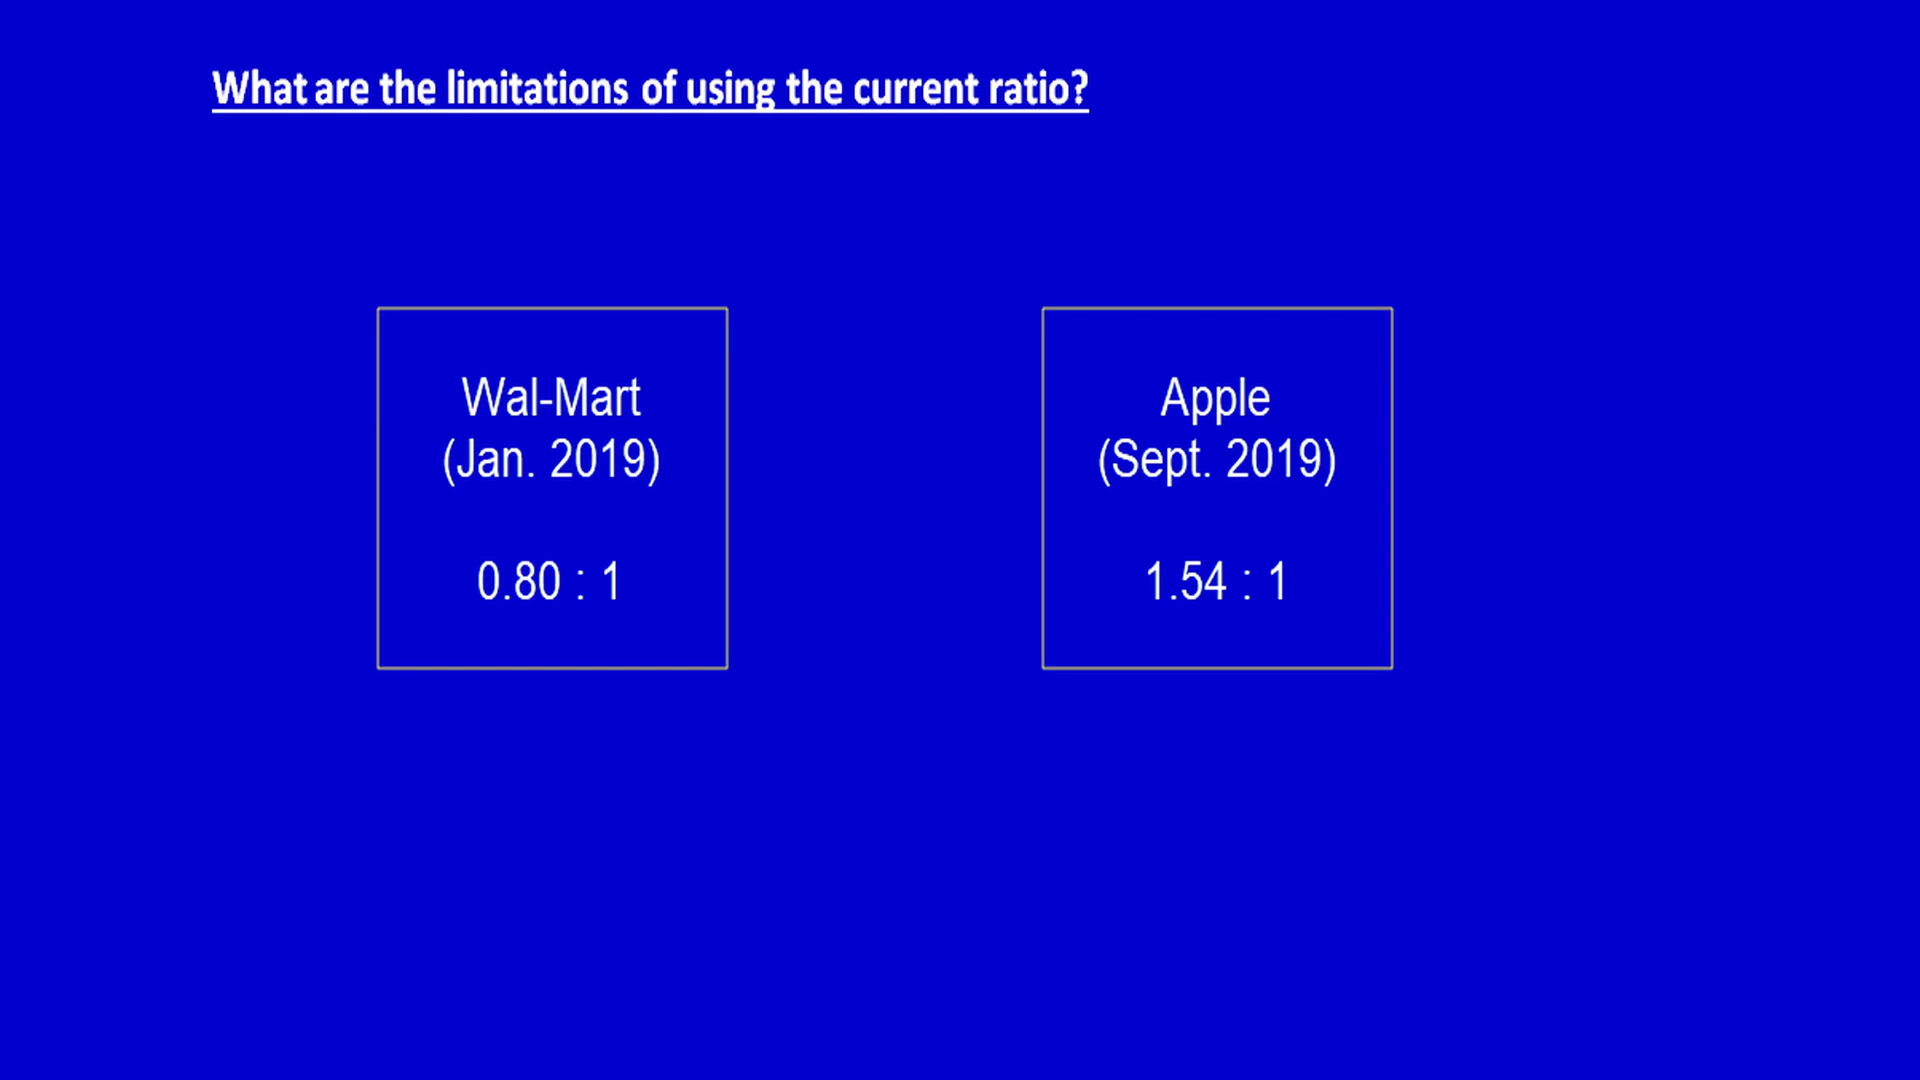 What are the limitations of using the current ratio?
Wal-Mart
(Jan. 2019)
0.80 : 1
Apple
(Sept. 2019)
1.54 : 1